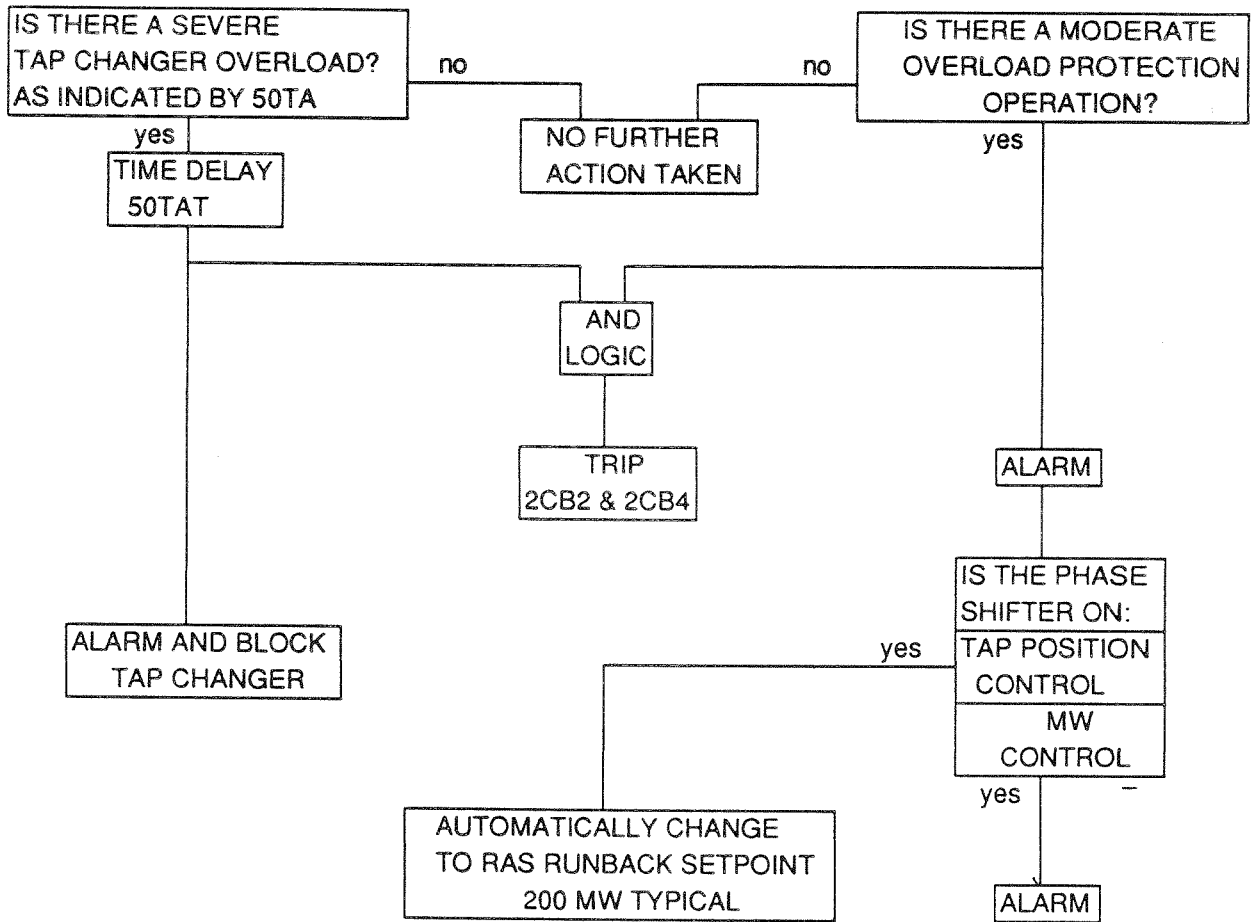 IS THERE A SEVERE
TAP CHANGER OVERLOAD?
AS INDICATED BY 50TA
no
no
IS THERE A MODERATE
OVERLOAD PROTECTION
OPERATION?
yes
yes
NO FURTHER
ACTION TAKEN
TIME DELAY
50TAT
AND
LOGIC
TRIP
2CB2 & 2CB4
ALARM
IS THE PHASE
SHIFTER ON:
TAP POSITION
CONTROL
MW
CONTROL
yes
yes
ALARM AND BLOCK
TAP CHANGER
AUTOMATICALLY CHANGE
TO RAS RUNBACK SETPOINT
200 MW TYPICAL
ALARM